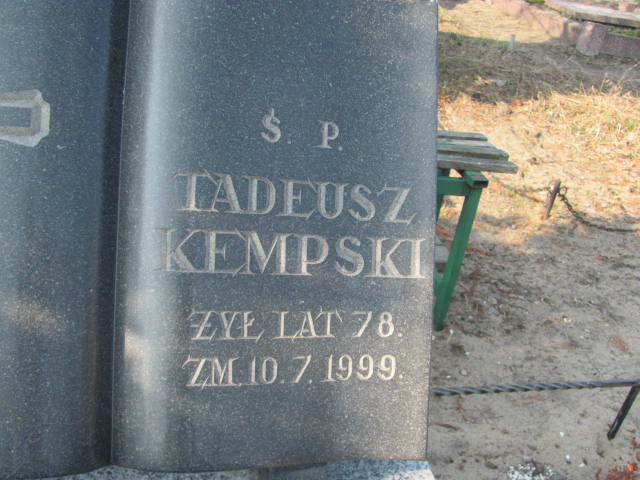 Ś. P.
TADEUSZ
KEMPSKI
ŻYŁ LAT 78.
ZM. 10.7.1999.